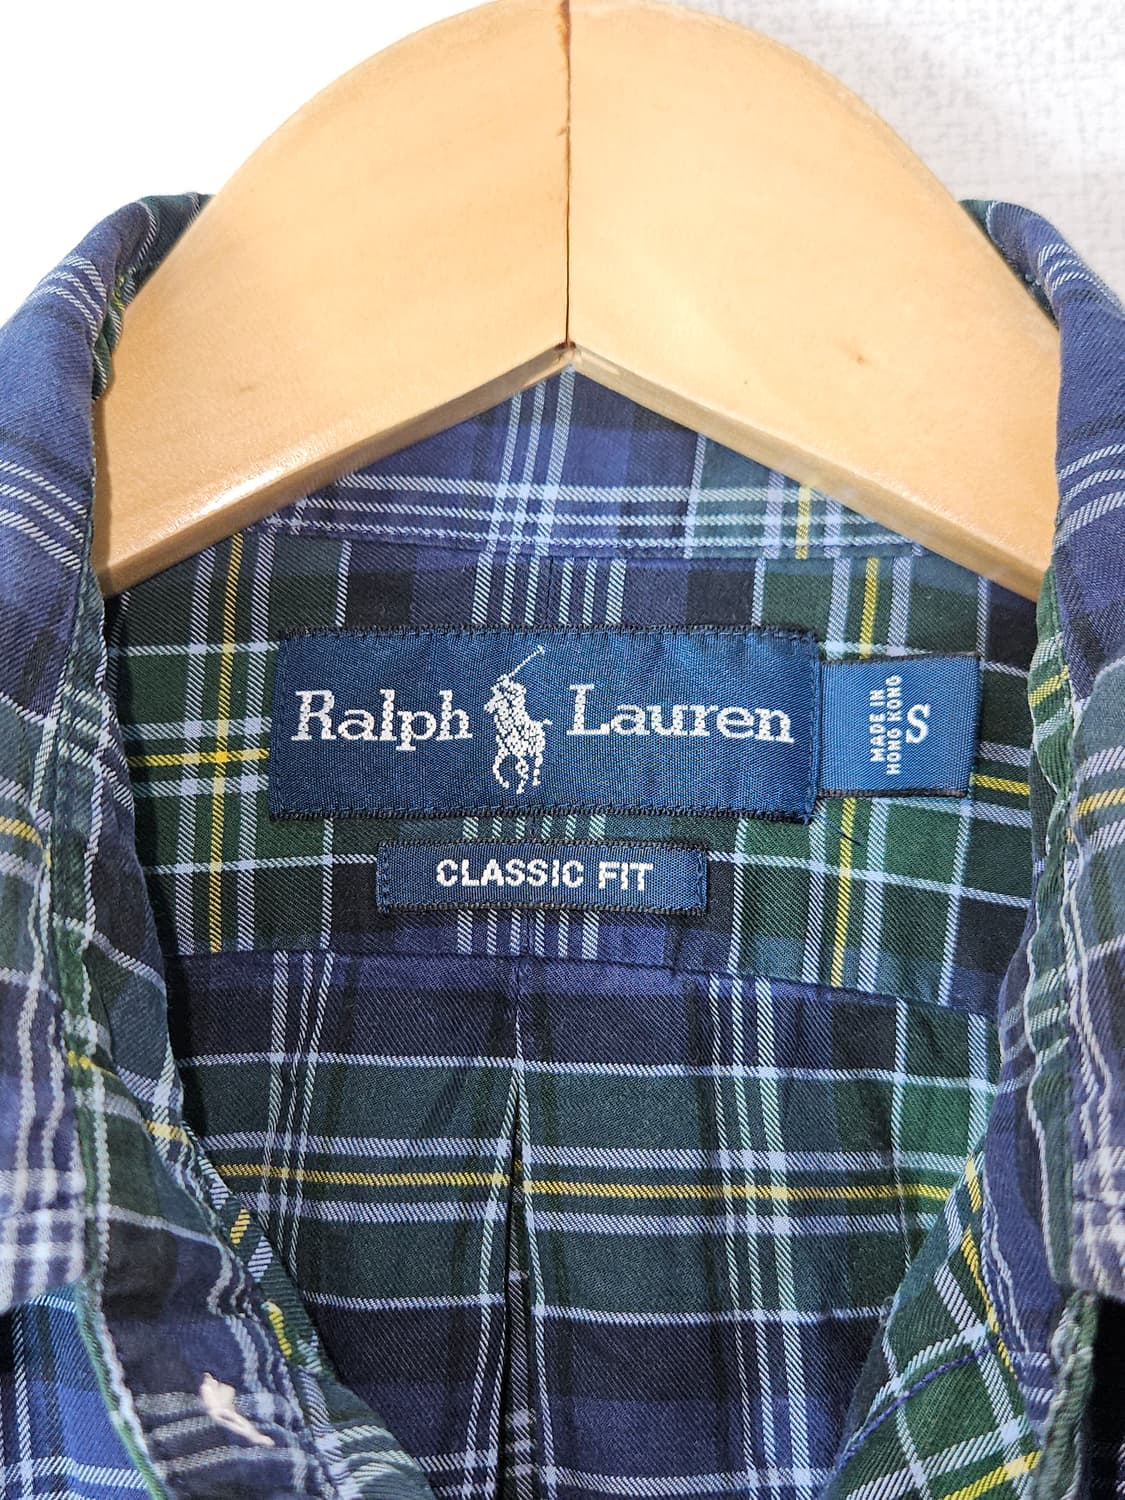 Ralph Lauren
MADE IN
HONG KONG
S
CLASSIC FIT